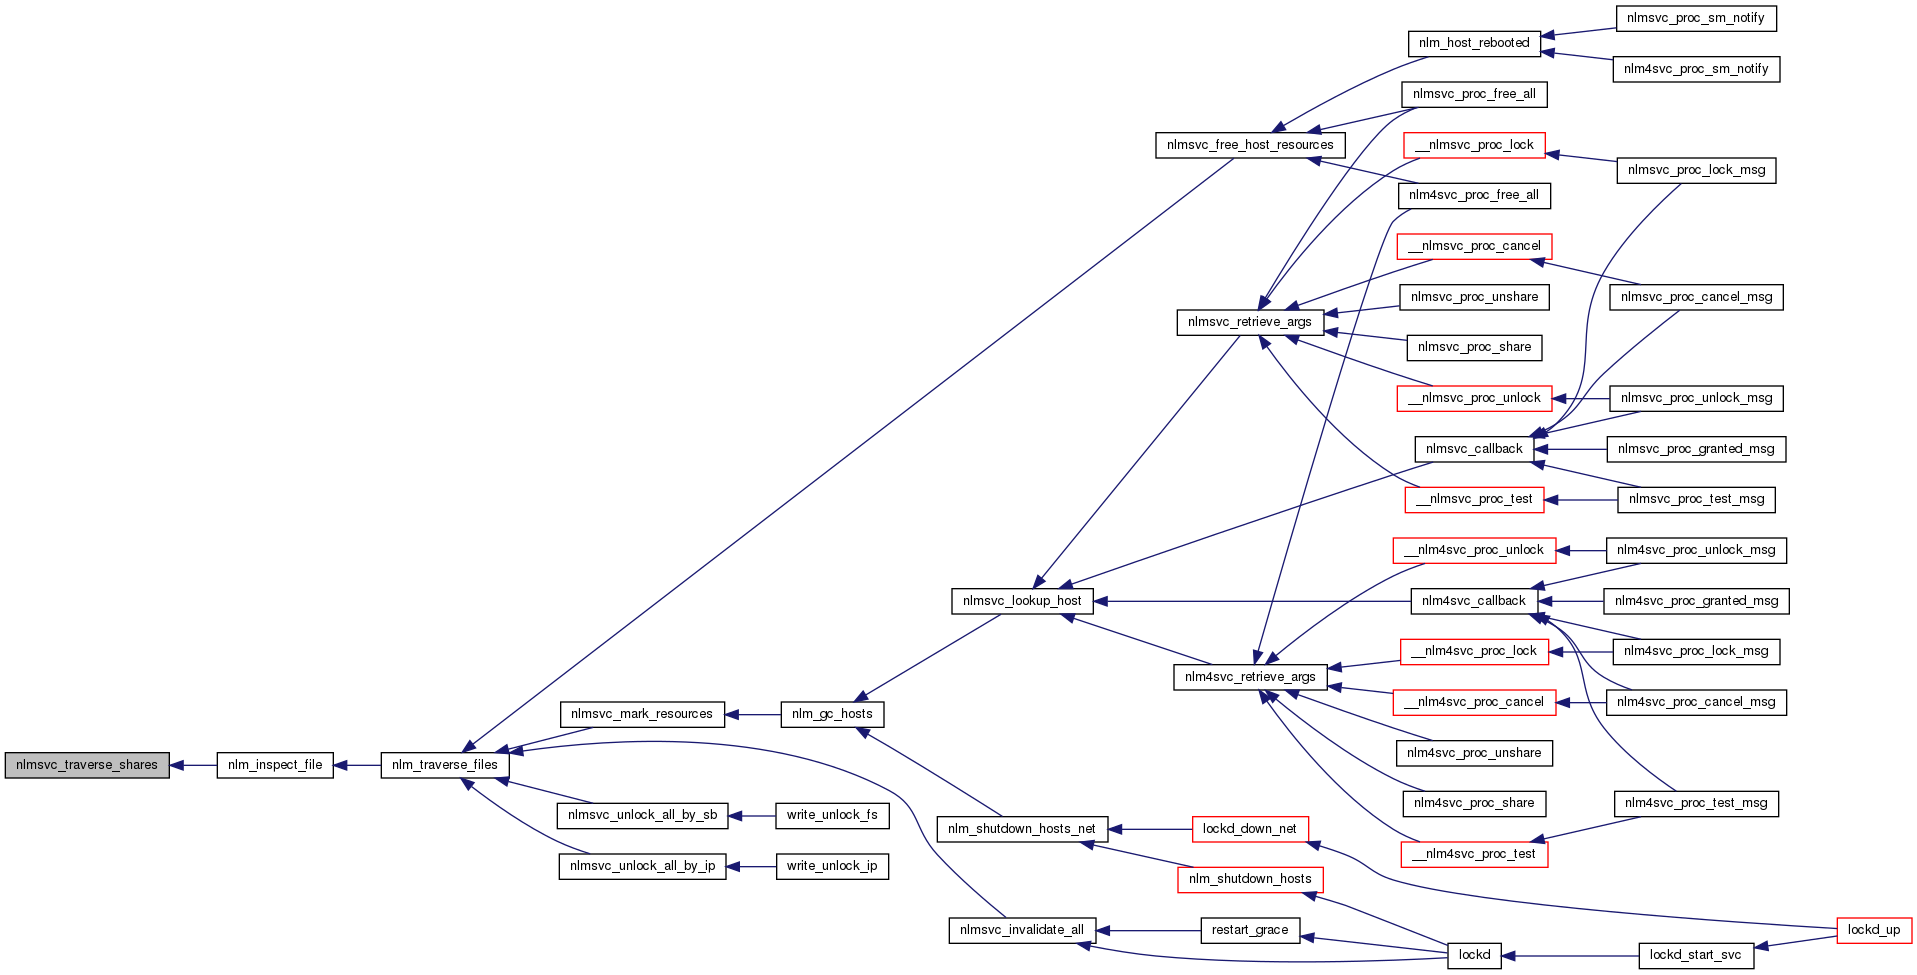 nlmsvc_proc_sm_notify
nlm_host_rebooted
nlm4svc_proc_sm_notify
nlmsvc_proc_free_all
nlmsvc_free_host_resources
__nlmsvc_proc_lock
nlmsvc_proc_lock_msg
nlm4svc_proc_free_all
__nlmsvc_proc_cancel
nlmsvc_proc_unshare
nlmsvc_proc_cancel_msg
nlmsvc_retrieve_args
nlmsvc_proc_share
__nlmsvc_proc_unlock
nlmsvc_proc_unlock_msg
nlmsvc_callback
nlmsvc_proc_granted_msg
__nlmsvc_proc_test
nlmsvc_proc_test_msg
__nlm4svc_proc_unlock
nlm4svc_proc_unlock_msg
nlmsvc_lookup_host
nlm4svc_callback
nlm4svc_proc_granted_msg
__nlm4svc_proc_lock
nlm4svc_proc_lock_msg
nlm4svc_retrieve_args
__nlm4svc_proc_cancel
nlm4svc_proc_cancel_msg
nlmsvc_mark_resources
nlm_gc_hosts
nlm4svc_proc_unshare
nlmsvc_traverse_shares
nlm_inspect_file
nlm_traverse_files
nlm4svc_proc_share
nlm4svc_proc_test_msg
nlmsvc_unlock_all_by_sb
write_unlock_fs
nlm_shutdown_hosts_net
lockd_down_net
__nlm4svc_proc_test
nlmsvc_unlock_all_by_ip
write_unlock_ip
nlm_shutdown_hosts
nlmsvc_invalidate_all
restart_grace
lockd_up
lockd
lockd_start_svc